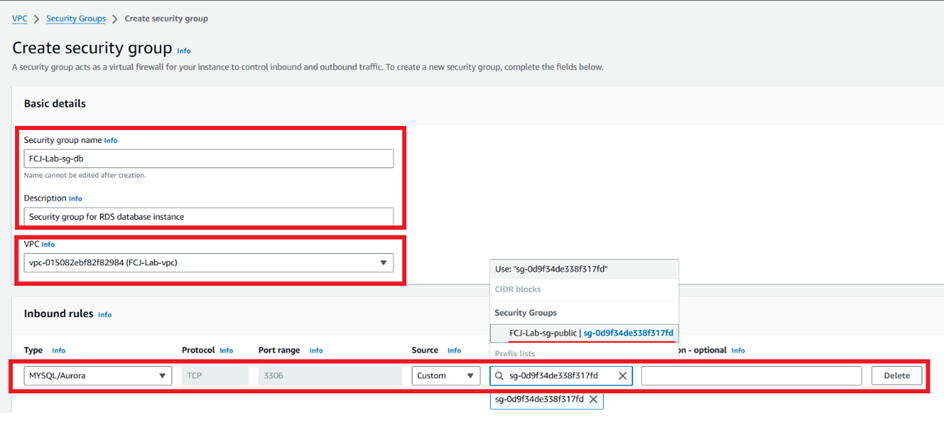 VPC > Security Groups > Create security group
Create security group Info
A security group acts as a virtual firewall for your instance to control inbound and outbound traffic. To create a new security group, complete the fields below.
Basic details
Security group name Info
FCJ-Lab-sg-db
Name cannot be edited after creation.
Description Info
Security group for RDS database instance
VPC Info
vpc-015082ebf82f82984 (FCJ-Lab-vpc)
Use: "sg-0d9f34de338f317fd"
CIDR blocks
Security Groups
FCJ-Lab-sg-public | sg-0d9f34de338f317fd
Prefix lists
Inbound rules Info
Type Info Protocol Info Port range Info Source Info on - optional Info
MYSQL/Aurora TCP 3306 Custom sg-0d9f34de338f317fd Delete
sg-0d9f34de338f317fd